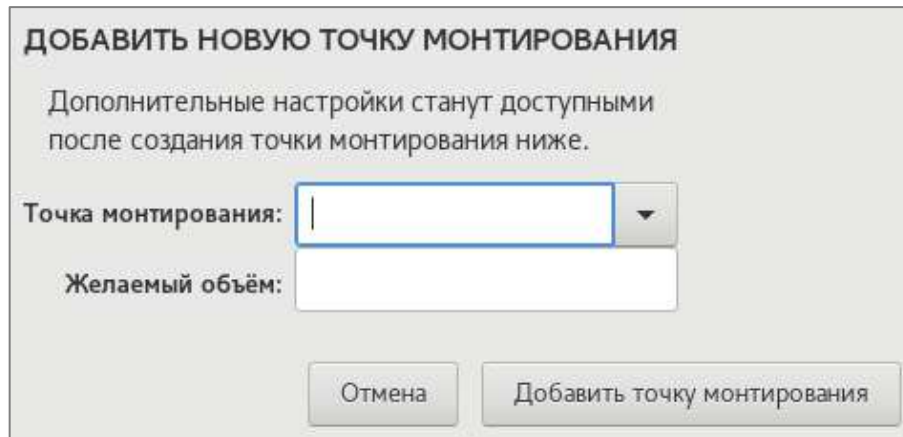 ДОБАВИТЬ НОВУЮ ТОЧКУ МОНТИРОВАНИЯ
Дополнительные настройки станут доступными
после создания точки монтирования ниже.
Точка монтирования:
Желаемый объём:
Отмена
Добавить точку монтирования